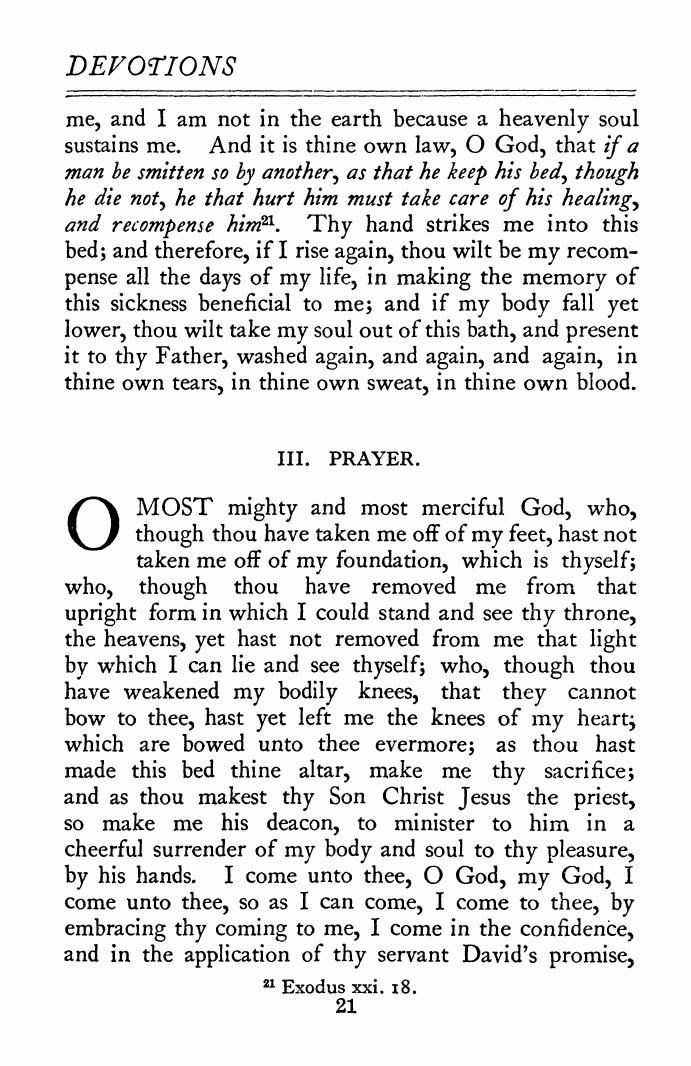 DEVOTIONS
me, and I am not in the earth because a heavenly soul
sustains me. And it is thine own law, O God, that if a
man be smitten so by another, as that he keep his bed, though
he die not, he that hurt him must take care of his healing,
and recompense him²¹. Thy hand strikes me into this
bed; and therefore, if I rise again, thou wilt be my recom-
pense all the days of my life, in making the memory of
this sickness beneficial to me; and if my body fall yet
lower, thou wilt take my soul out of this bath, and present
it to thy Father, washed again, and again, and again, in
thine own tears, in thine own sweat, in thine own blood.
III. PRAYER.
O MOST mighty and most merciful God, who,
though thou have taken me off of my feet, hast not
taken me off of my foundation, which is thyself;
who, though thou have removed me from that
upright form in which I could stand and see thy throne,
the heavens, yet hast not removed from me that light
by which I can lie and see thyself; who, though thou
have weakened my bodily knees, that they cannot
bow to thee, hast yet left me the knees of my heart;
which are bowed unto thee evermore; as thou hast
made this bed thine altar, make me thy sacrifice;
and as thou makest thy Son Christ Jesus the priest,
so make me his deacon, to minister to him in a
cheerful surrender of my body and soul to thy pleasure,
by his hands. I come unto thee, O God, my God, I
come unto thee, so as I can come, I come to thee, by
embracing thy coming to me, I come in the confidence,
and in the application of thy servant David's promise,
²¹ Exodus xxi. 18.
21